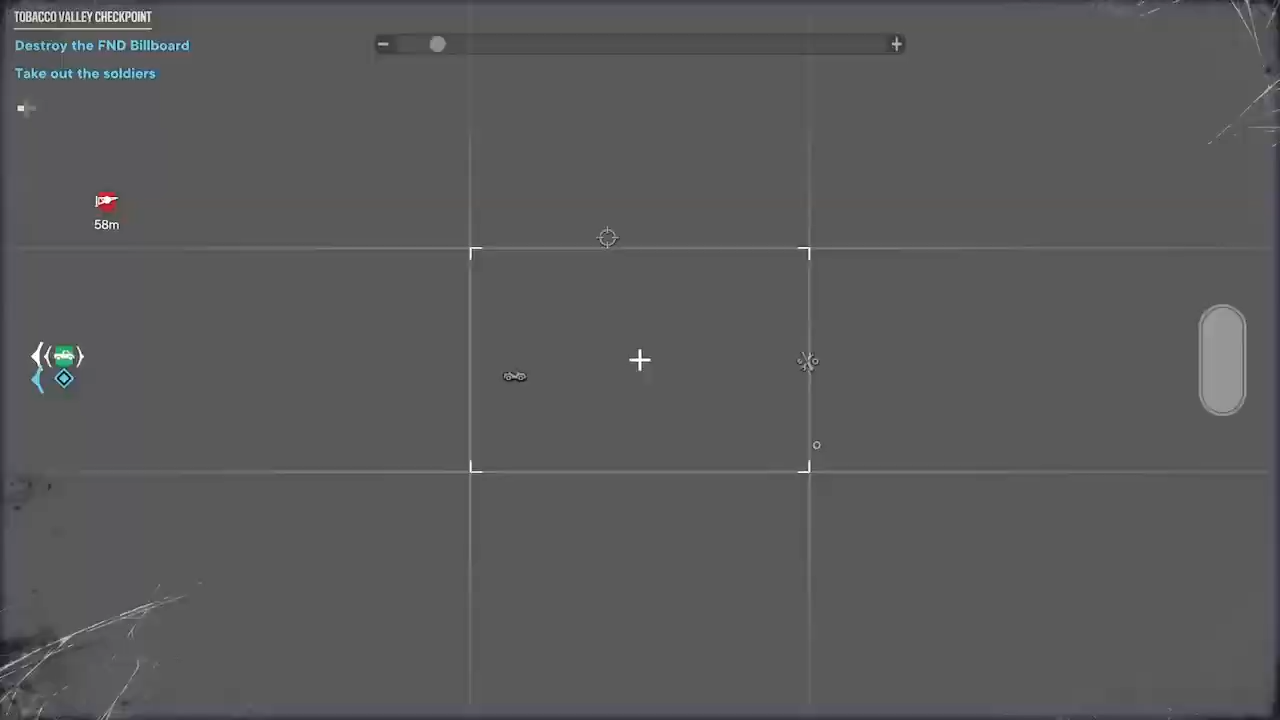 TOBACCO VALLEY CHECKPOINT
Destroy the FND Billboard
Take out the soldiers
58m